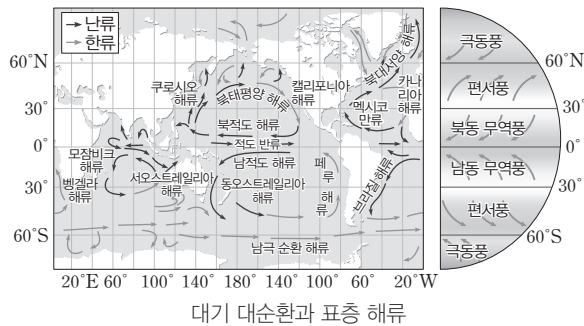 난류
한류
60°N
30°
0°
30°
60°S
쿠로시오
해류
북태평양 해류
캘리포니아
해류
북대서양 해류
카나
리아
해류
멕시코
만류
북적도 해류
적도 반류
남적도 해류
모잠비크
해류
벵겔라
해류
서오스트레일리아
해류
동오스트레일리아
해류
페루 해류
브라질 해류
남극 순환 해류
20°E 60° 100° 140° 180° 140° 100° 60° 20°W
극동풍
60°N
편서풍
30°
북동 무역풍
0°
남동 무역풍
30°
편서풍
60°S
극동풍
대기 대순환과 표층 해류